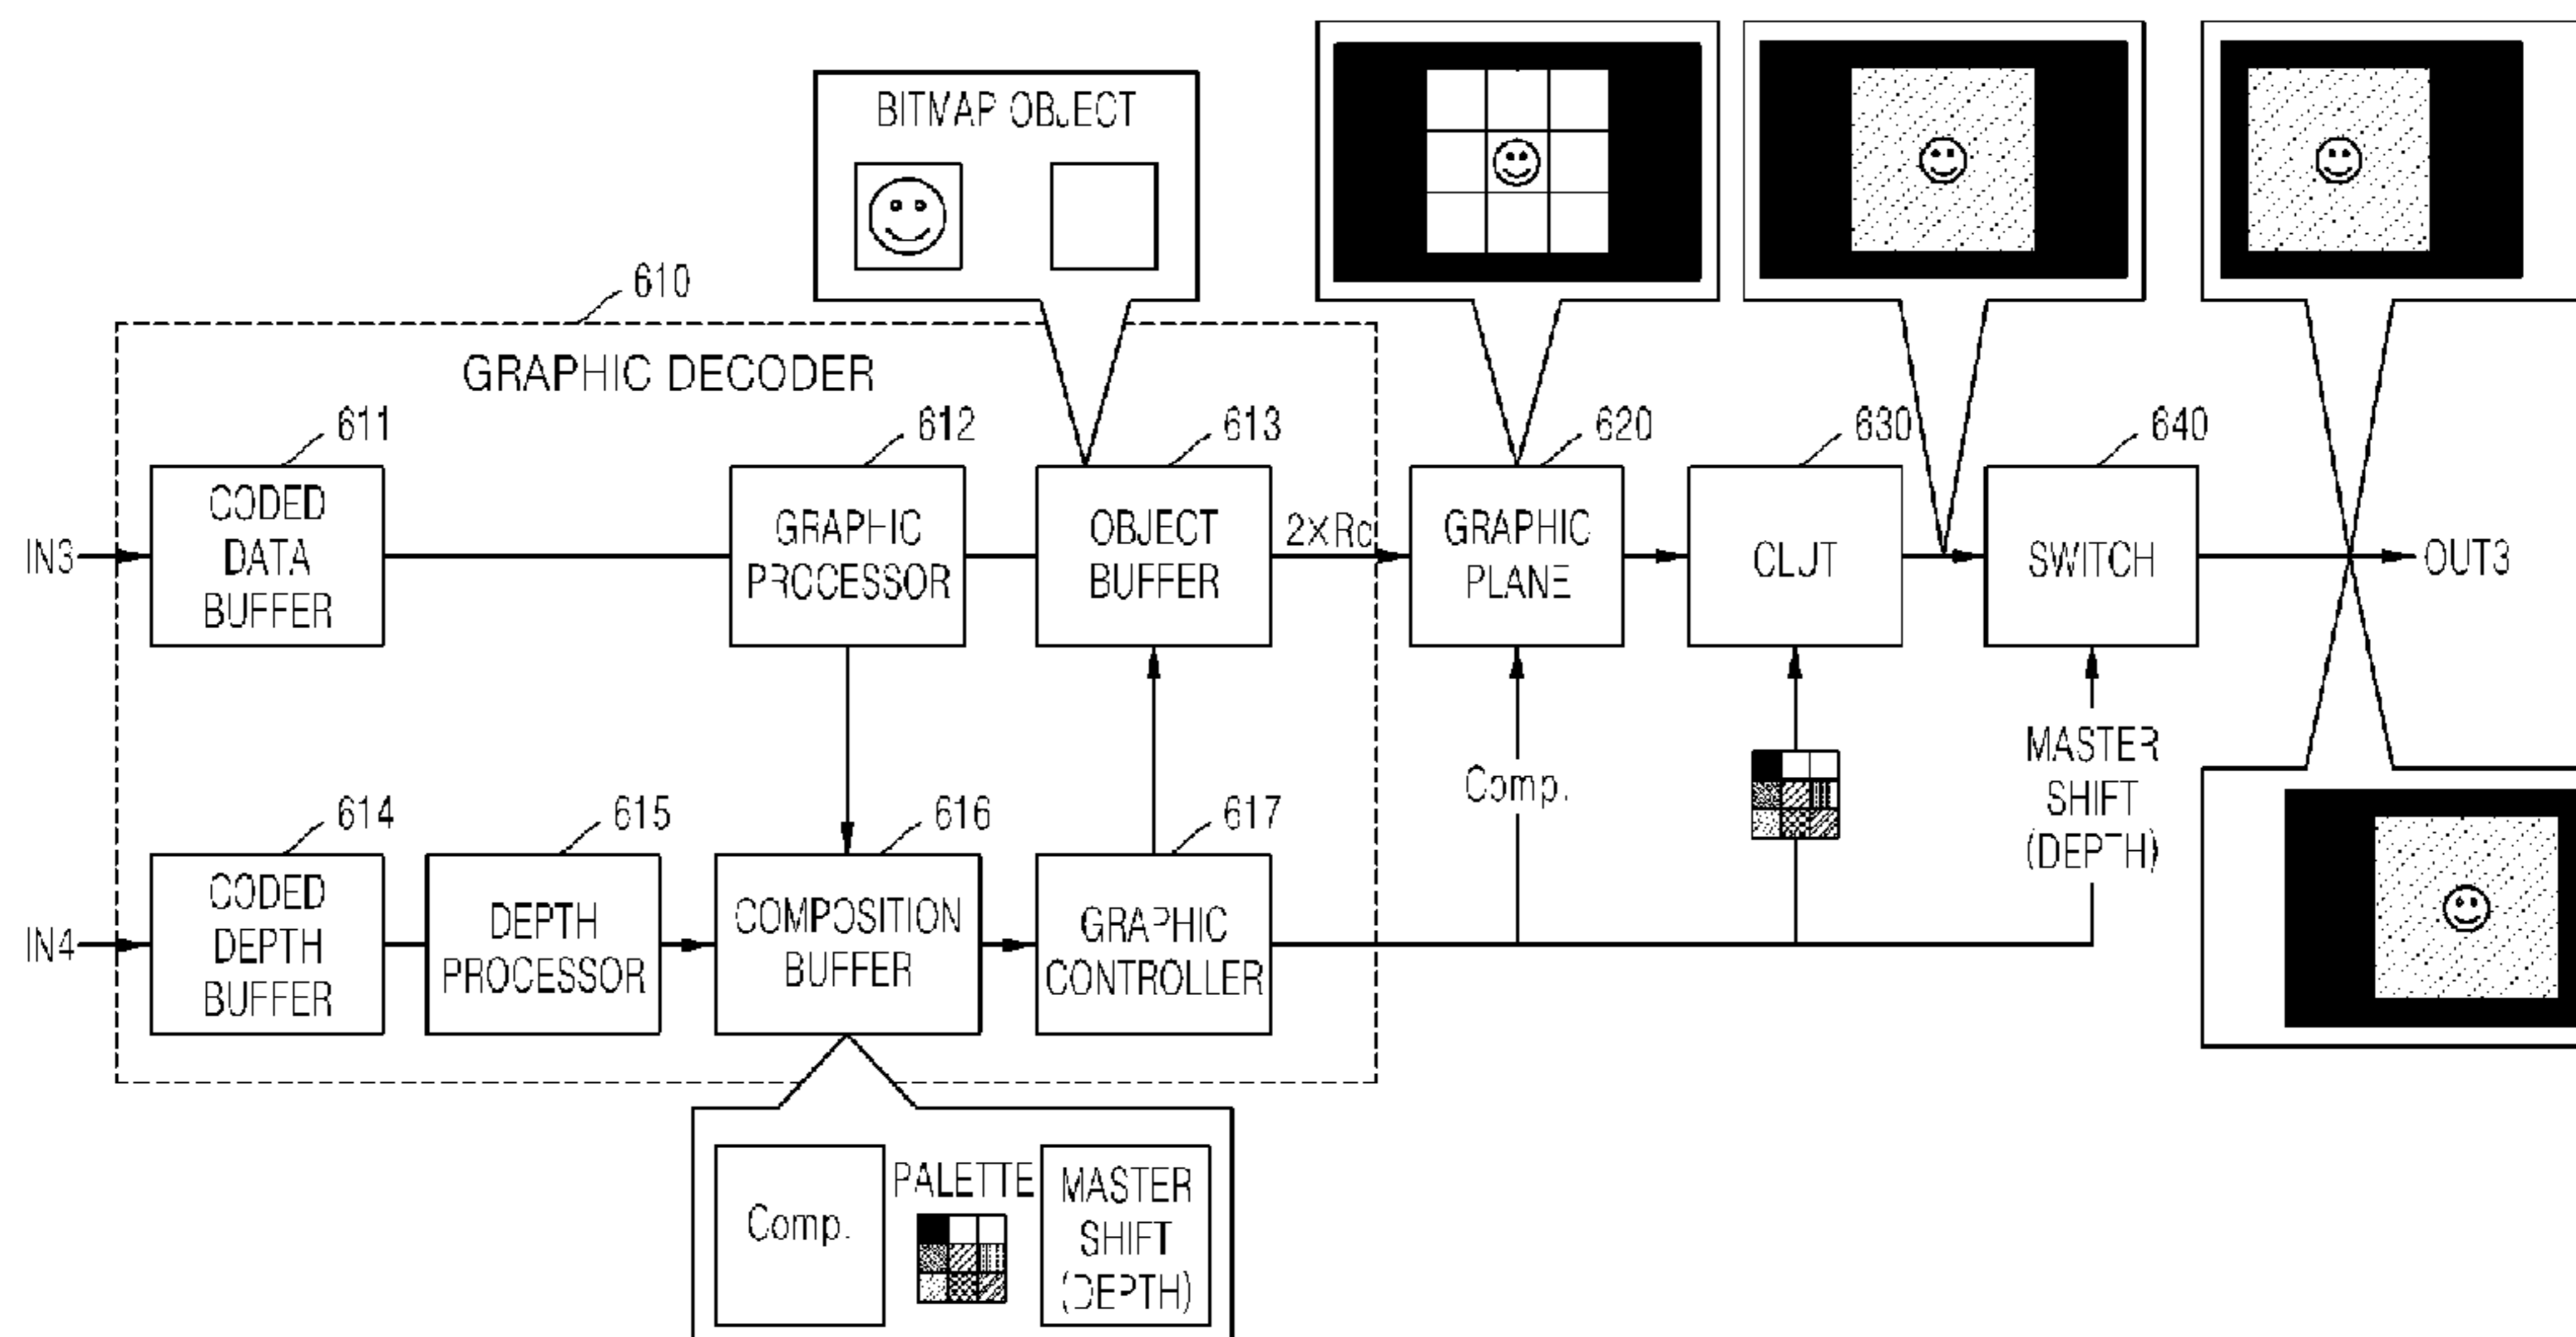 BITMAP OBJECT
610
GRAPHIC DECODER
611
612
613
620
630
640
IN3
CODED
DATA
BUFFER
GRAPHIC
PROCESSOR
OBJECT
BUFFER
2×Rc
GRAPHIC
PLANE
CLUT
SWITCH
OUT3
614
615
616
617
IN4
CODED
DEPTH
BUFFER
DEPTH
PROCESSOR
COMPOSITION
BUFFER
GRAPHIC
CONTROLLER
Comp.
MASTER
SHIFT
(DEPTH)
Comp.
PALETTE
MASTER
SHIFT
(DEPTH)